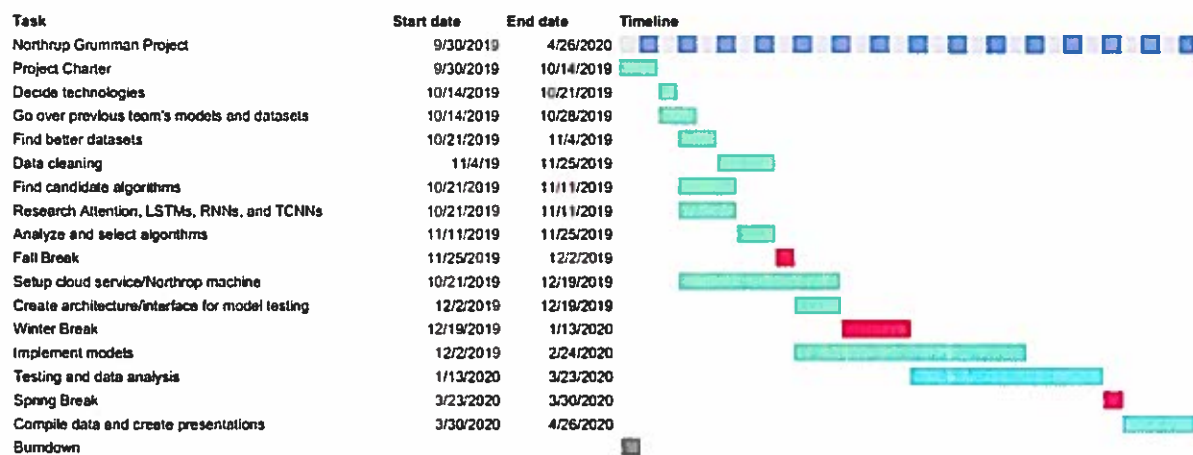 Task Start date End date Timeline
Northrup Grumman Project 9/30/2019 4/26/2020
Project Charter 9/30/2019 10/14/2019
Decide technologies 10/14/2019 10/21/2019
Go over previous team's models and datasets 10/14/2019 10/28/2019
Find better datasets 10/21/2019 11/4/2019
Data cleaning 11/4/19 11/25/2019
Find candidate algorithms 10/21/2019 11/11/2019
Research Attention, LSTMs, RNNs, and TCNNs 10/21/2019 11/11/2019
Analyze and select algorithms 11/11/2019 11/25/2019
Fall Break 11/25/2019 12/2/2019
Setup cloud service/Northrop machine 10/21/2019 12/19/2019
Create architecture/interface for model testing 12/2/2019 12/19/2019
Winter Break 12/19/2019 1/13/2020
Implement models 12/2/2019 2/24/2020
Testing and data analysis 1/13/2020 3/23/2020
Spring Break 3/23/2020 3/30/2020
Compile data and create presentations 3/30/2020 4/26/2020
Burndown